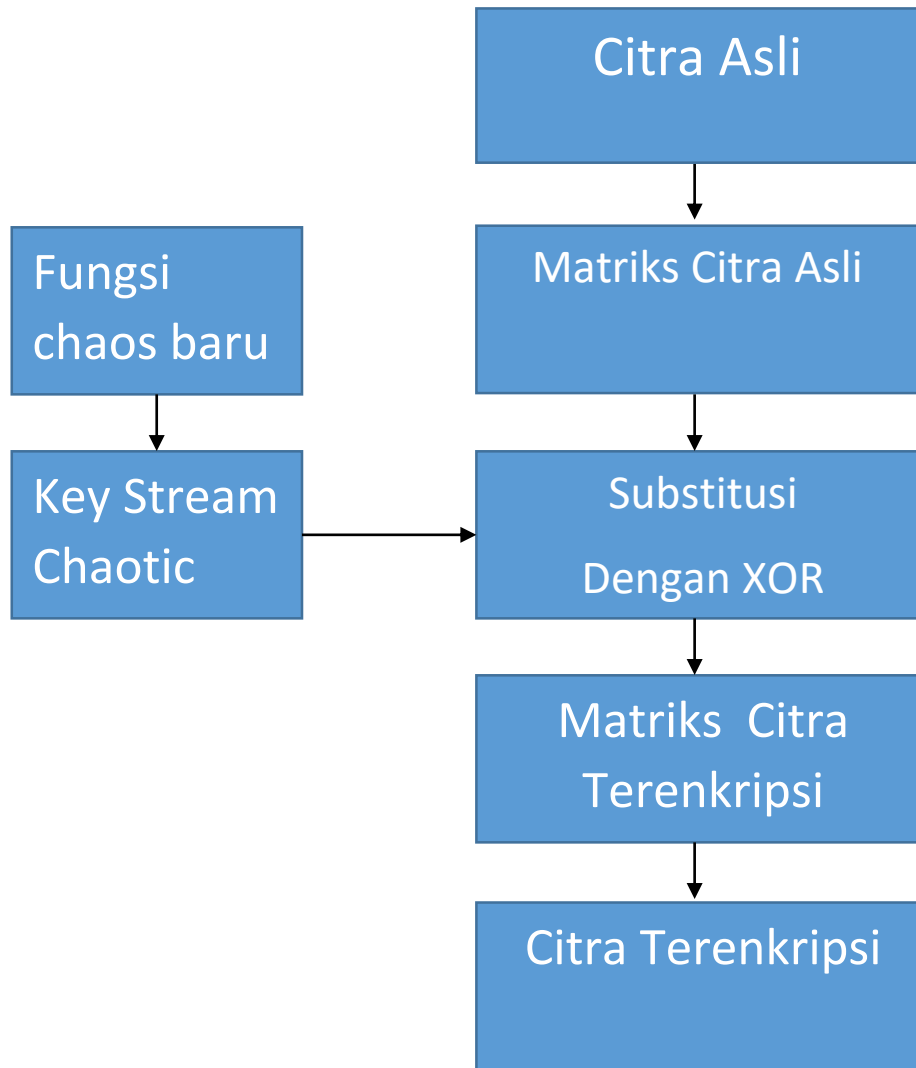 Citra Asli
Matriks Citra Asli
Fungsi
chaos baru
Key Stream
Chaotic
Substitusi
Dengan XOR
Matriks  Citra
Terenkripsi
Citra Terenkripsi